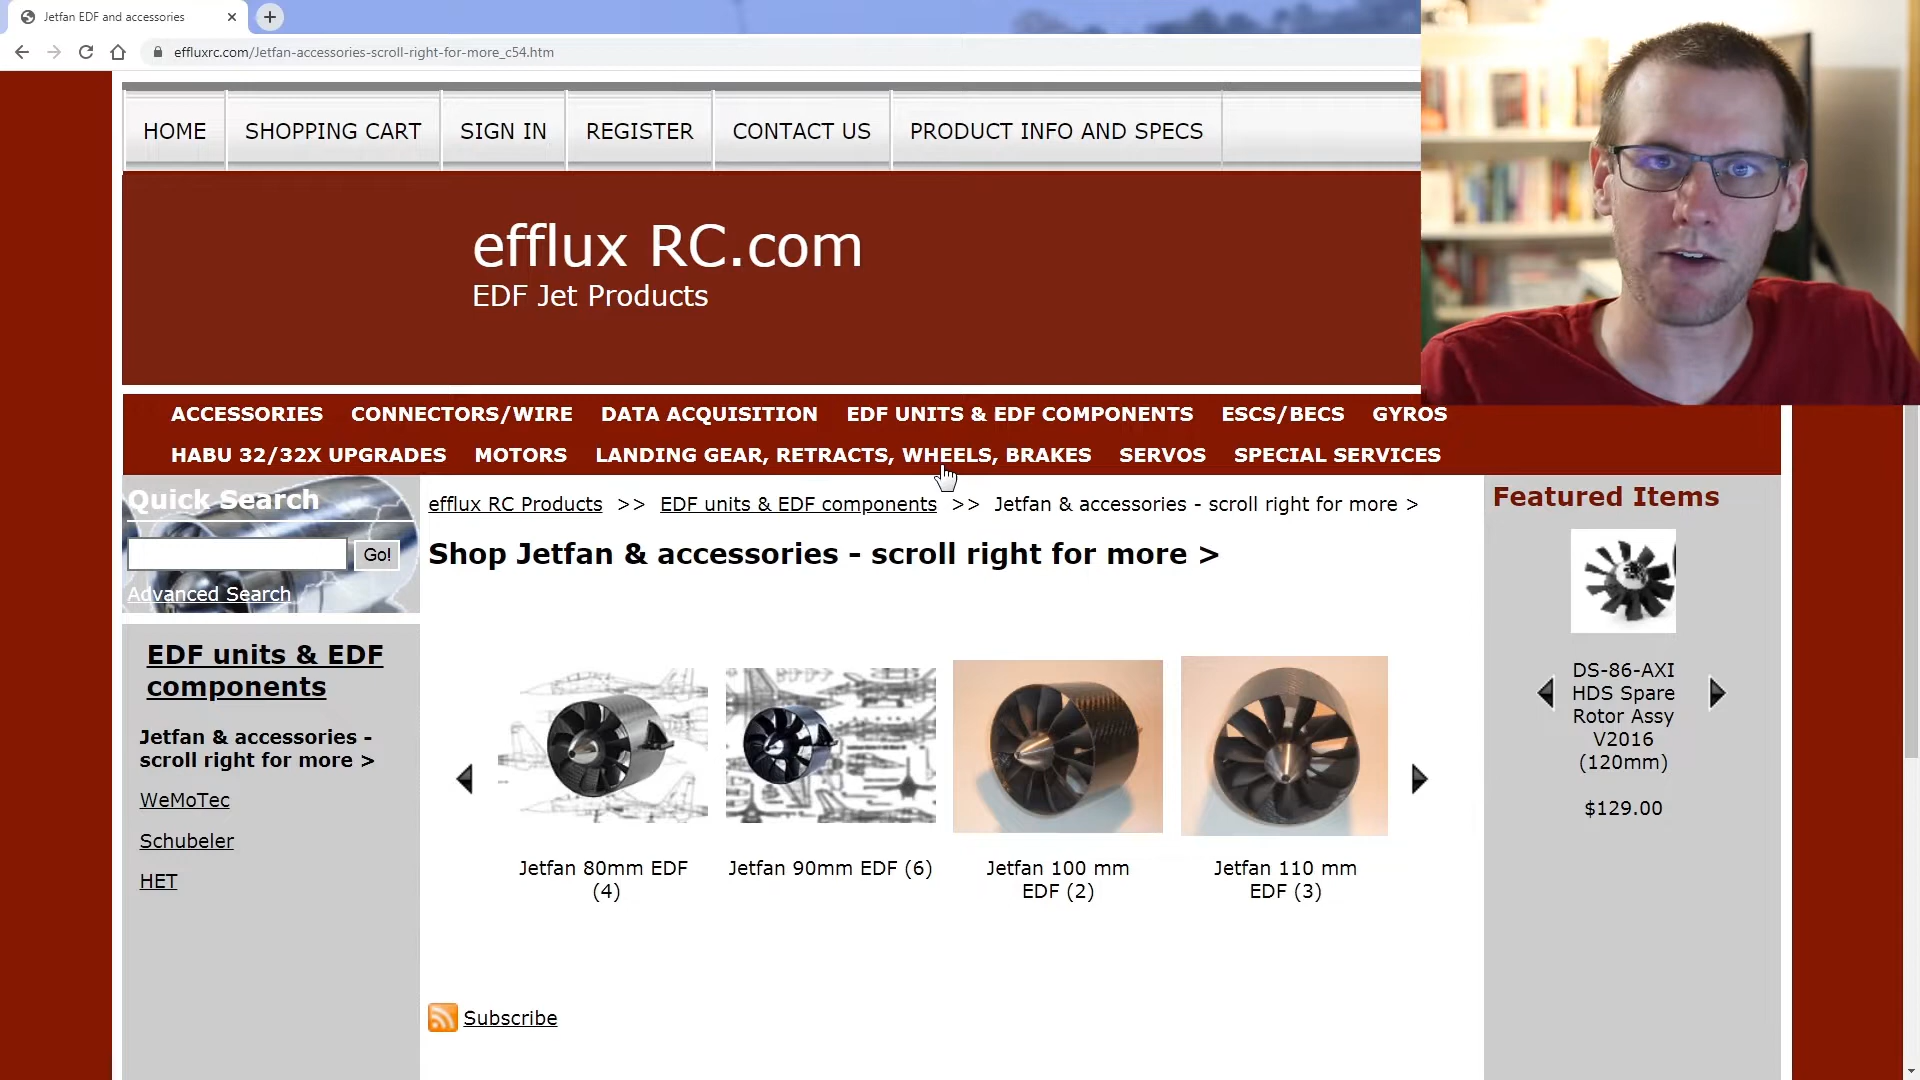 Jetfan EDF and accessories
effluxrc.com/Jetfan-accessories-scroll-right-for-more_c54.htm
HOME SHOPPING CART SIGN IN REGISTER CONTACT US PRODUCT INFO AND SPECS
efflux RC.com
EDF Jet Products
ACCESSORIES CONNECTORS/WIRE DATA ACQUISITION EDF UNITS & EDF COMPONENTS ESCS/BECS GYROS
HABU 32/32X UPGRADES MOTORS LANDING GEAR, RETRACTS, WHEELS, BRAKES SERVOS SPECIAL SERVICES
Quick Search
Go!
Advanced Search
EDF units & EDF
components
Jetfan & accessories -
scroll right for more >
WeMoTec
Schubeler
HET
efflux RC Products >> EDF units & EDF components >> Jetfan & accessories - scroll right for more >
Shop Jetfan & accessories - scroll right for more >
Jetfan 80mm EDF
(4)
Jetfan 90mm EDF (6)
Jetfan 100 mm
EDF (2)
Jetfan 110 mm
EDF (3)
Subscribe
Featured Items
DS-86-AXI
HDS Spare
Rotor Assy
V2016
(120mm)
$129.00